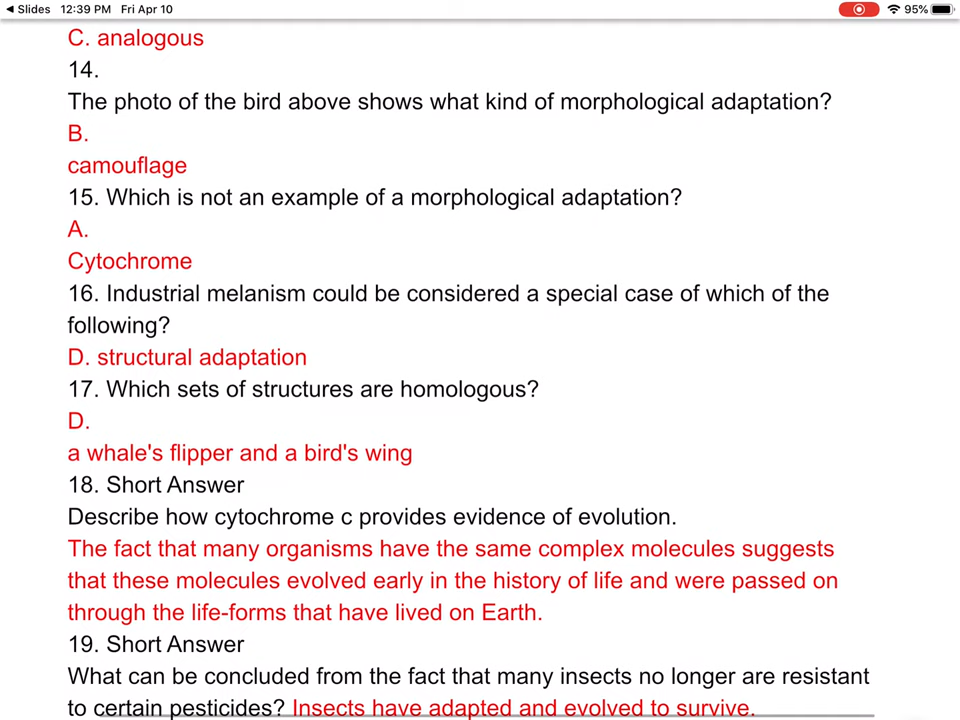 Slides 12:39 PM Fri Apr 10 95%
C. analogous
14.
The photo of the bird above shows what kind of morphological adaptation?
B.
camouflage
15. Which is not an example of a morphological adaptation?
A.
Cytochrome
16. Industrial melanism could be considered a special case of which of the
following?
D. structural adaptation
17. Which sets of structures are homologous?
D.
a whale's flipper and a bird's wing
18. Short Answer
Describe how cytochrome c provides evidence of evolution.
The fact that many organisms have the same complex molecules suggests
that these molecules evolved early in the history of life and were passed on
through the life-forms that have lived on Earth.
19. Short Answer
What can be concluded from the fact that many insects no longer are resistant
to certain pesticides? Insects have adapted and evolved to survive.